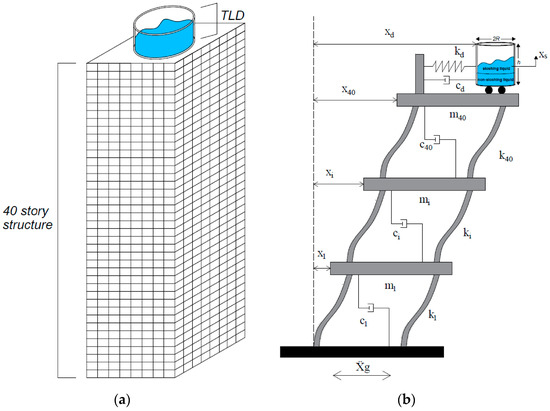 TLD
40 story
structure
(a)
x_d
2R
k_d
h
x_s
sloshing liquid
non-sloshing liquid
c_d
x_40
m_40
c_40
k_40
x_i
m_i
c_i
k_i
x_1
m_1
c_1
k_1
Ẍg
(b)